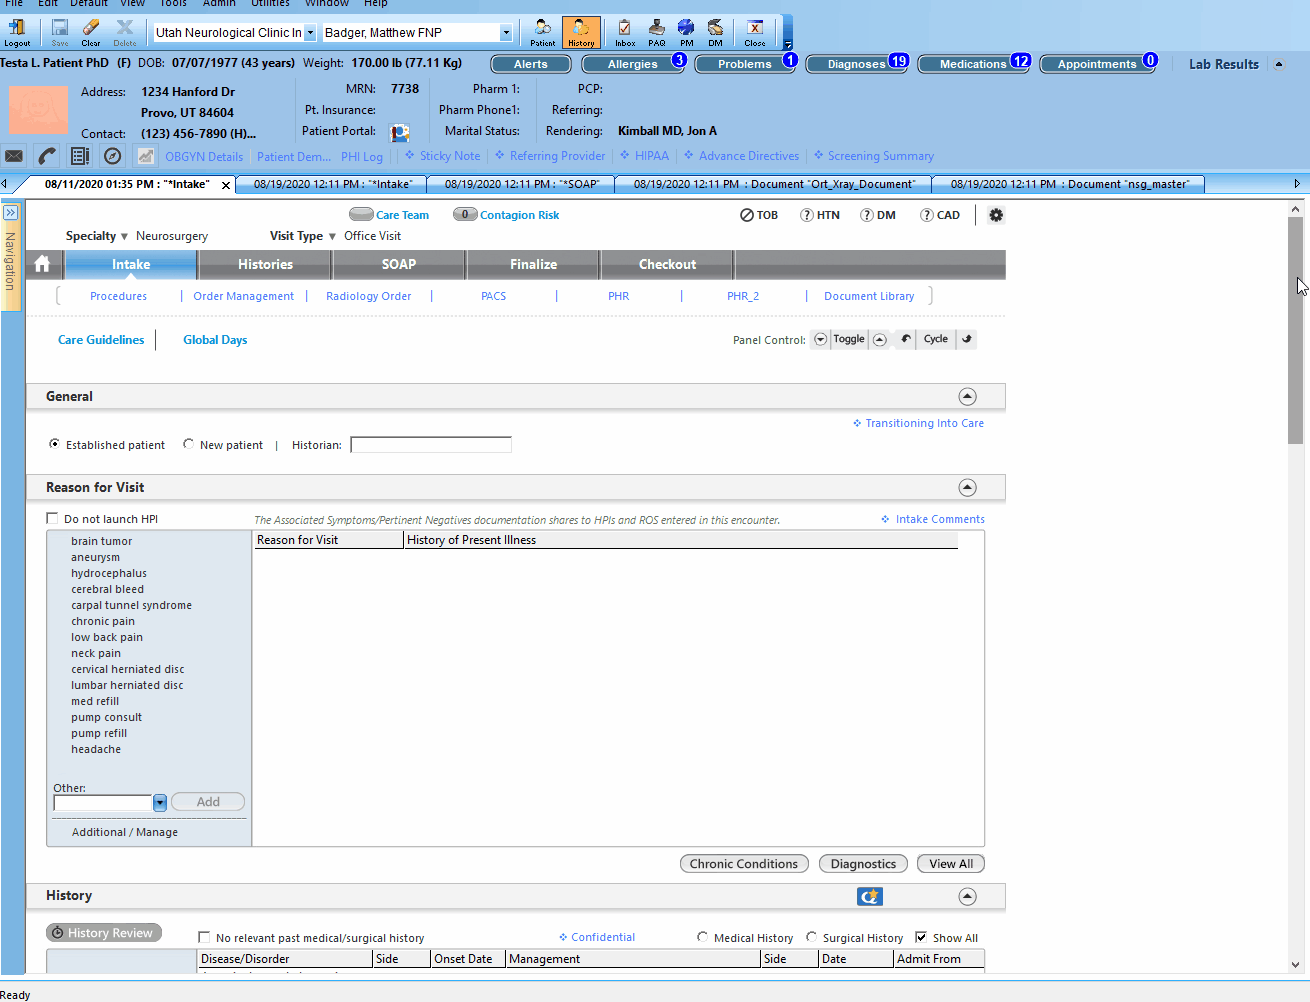 File Edit Default View Tools Admin Utilities Window Help
Logout Save Clear Delete Utah Neurological Clinic In Badger, Matthew FNP Patient History Inbox PAQ PM DM Close
Testa L. Patient PhD (F) DOB: 07/07/1977 (43 years) Weight: 170.00 lb (77.11 Kg) Alerts Allergies 3 Problems 1 Diagnoses 19 Medications 12 Appointments 0 Lab Results
Address: 1234 Hanford Dr MRN: 7738 Pharm 1: PCP:
Provo, UT 84604 Pt. Insurance: Pharm Phone1: Referring:
Contact: (123) 456-7890 (H)... Patient Portal: Marital Status: Rendering: Kimball MD, Jon A
OBGYN Details Patient Dem... PHI Log Sticky Note Referring Provider HIPAA Advance Directives Screening Summary
08/11/2020 01:35 PM : "*Intake" x 08/19/2020 12:11 PM : "*Intake" 08/19/2020 12:11 PM : "*SOAP" 08/19/2020 12:11 PM : Document "Ort_Xray_Document" 08/19/2020 12:11 PM : Document "nsg_master"
Navigation
Care Team 0 Contagion Risk TOB ? HTN ? DM ? CAD
Specialty Neurosurgery Visit Type Office Visit
Intake Histories SOAP Finalize Checkout
Procedures | Order Management | Radiology Order | PACS | PHR | PHR_2 | Document Library
Care Guidelines Global Days Panel Control: Toggle Cycle
General
Transitioning Into Care
Established patient New patient | Historian:
Reason for Visit
Do not launch HPI The Associated Symptoms/Pertinent Negatives documentation shares to HPIs and ROS entered in this encounter. Intake Comments
Reason for Visit History of Present Illness
brain tumor
aneurysm
hydrocephalus
cerebral bleed
carpal tunnel syndrome
chronic pain
low back pain
neck pain
cervical herniated disc
lumbar herniated disc
med refill
pump consult
pump refill
headache
Other:
Add
Additional / Manage
Chronic Conditions Diagnostics View All
History
History Review No relevant past medical/surgical history Confidential Medical History Surgical History Show All
Disease/Disorder Side Onset Date Management Side Date Admit From
Ready